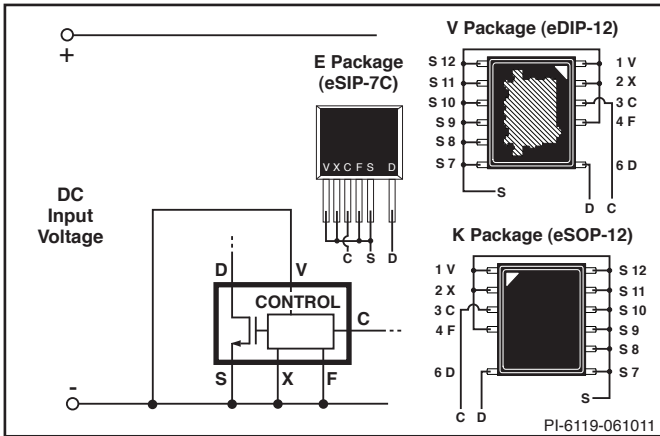 +
DC
Input
Voltage
-
E Package
(eSIP-7C)
V X C F S D
C S D
V Package (eDIP-12)
S 12 1 V
S 11 2 X
S 10 3 C
S 9 4 F
S 8
S 7 6 D
S
D C
D V
CONTROL
C
S X F
K Package (eSOP-12)
1 V S 12
2 X S 11
3 C S 10
4 F S 9
S 8
6 D S 7
S
C D
PI-6119-061011